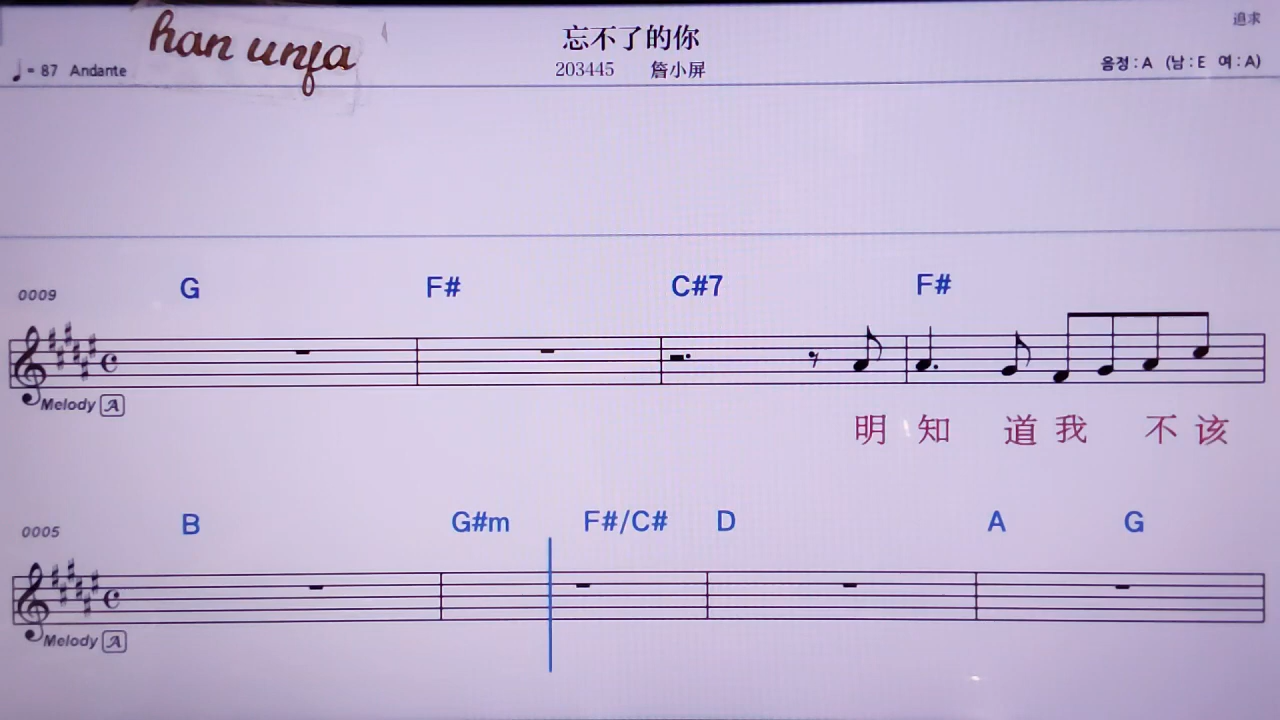 han unfa
忘不了的你
追求
♩= 87 Andante
203445 詹小屏
음정 : A (남 : E 여 : A)
G F# C#7 F#
0009
Melody A
明 知 道 我 不 该
B G#m F#/C# D A G
0005
Melody A